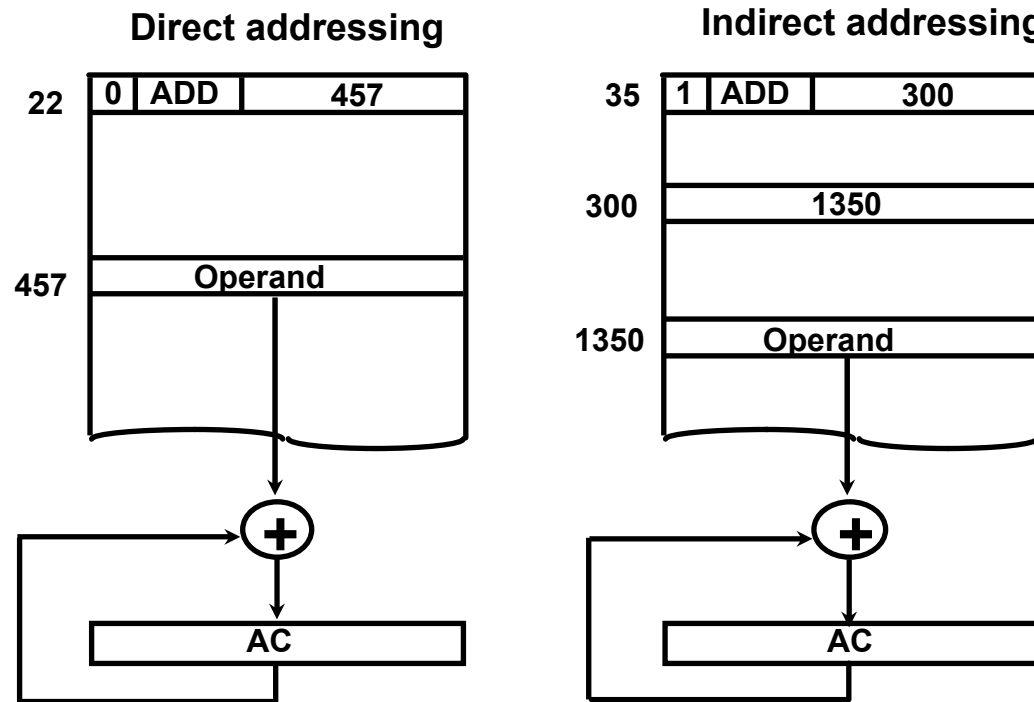 Direct addressing
22 0 ADD 457
457 Operand
+
AC
Indirect addressing
35 1 ADD 300
300 1350
1350 Operand
+
AC